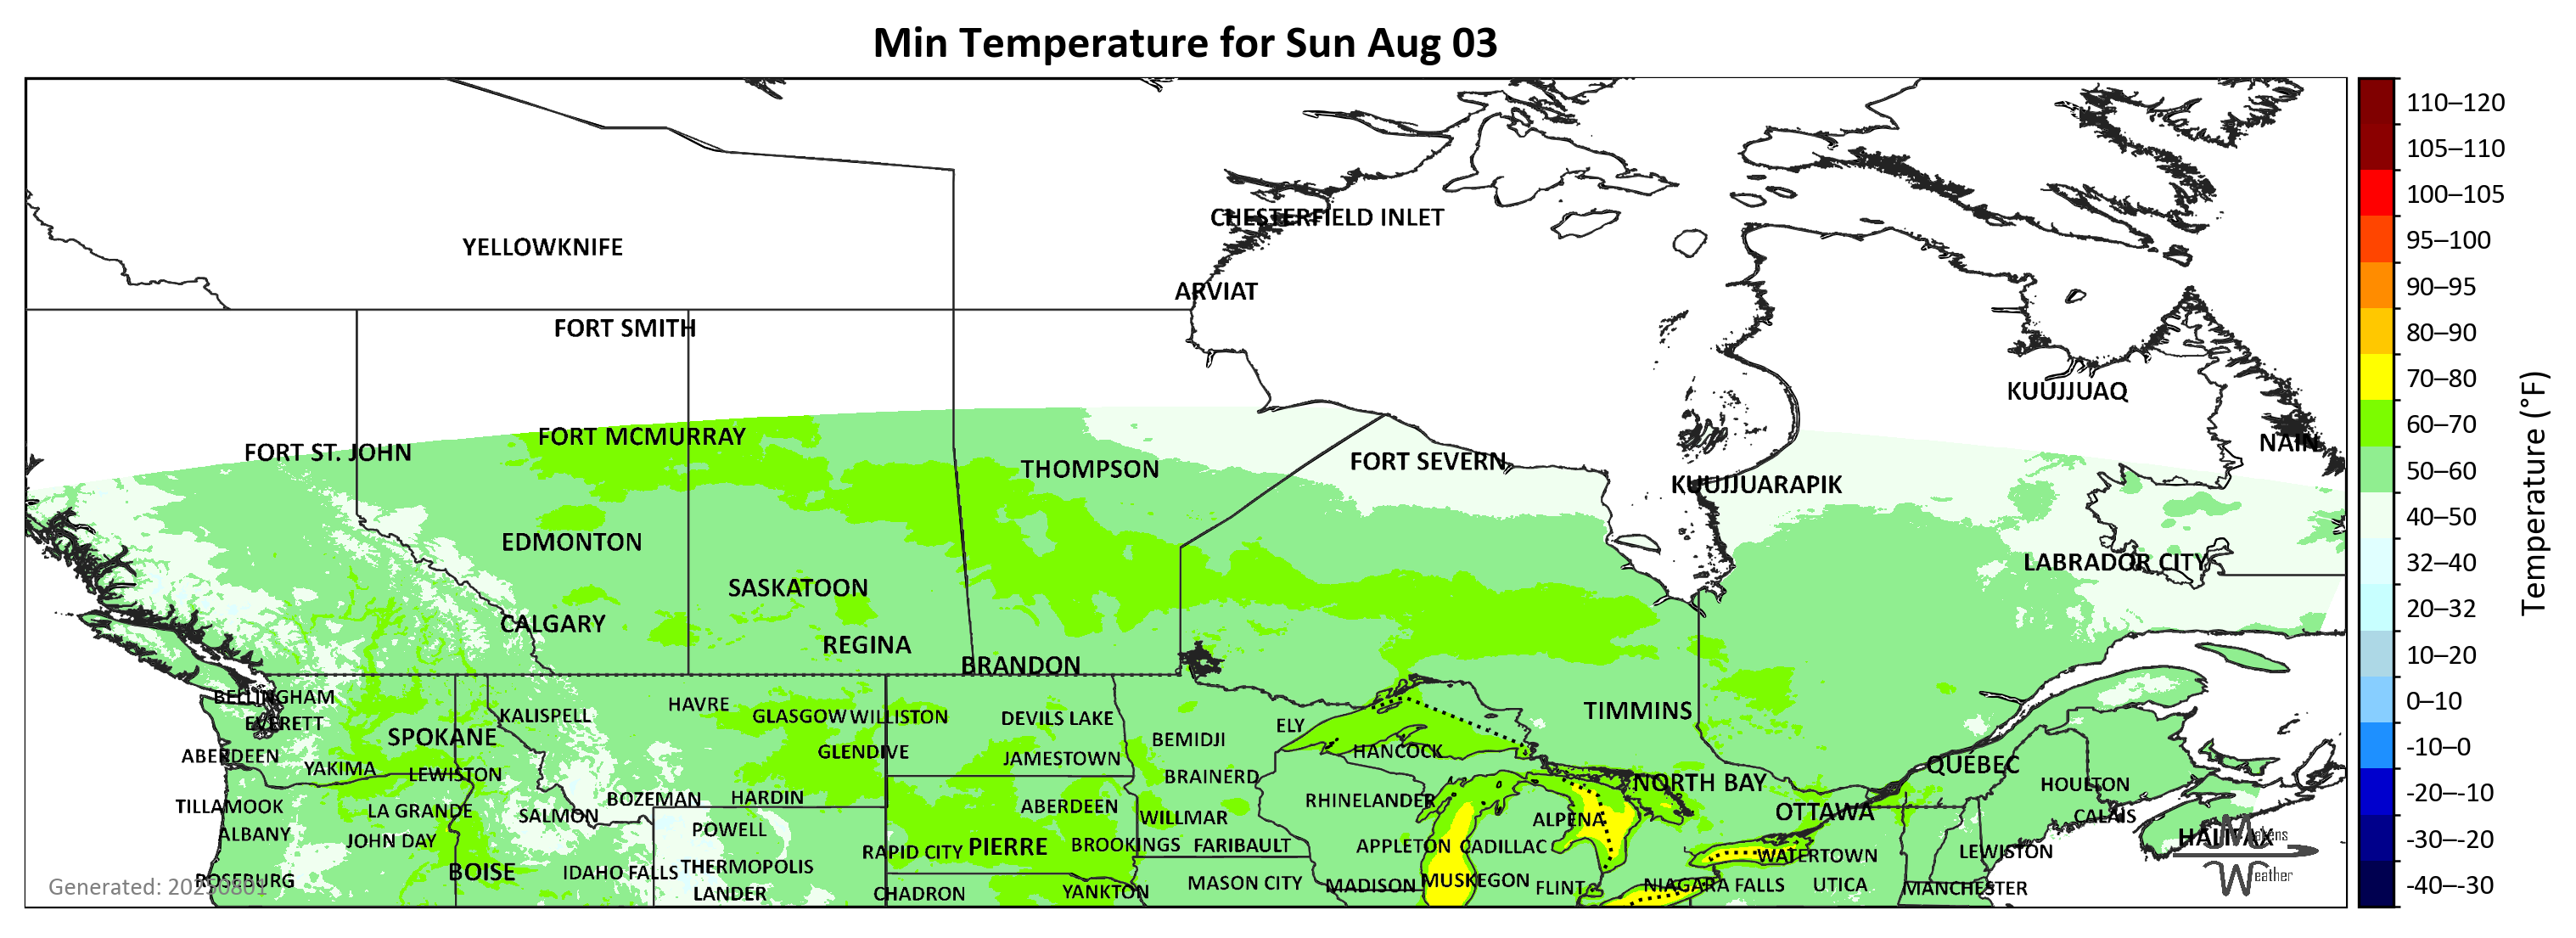 Min Temperature for Sun Aug 03
110–120
105–110
CHESTERFIELD INLET
100–105
YELLOWKNIFE
95–100
ARVIAT
90–95
FORT SMITH
80–90
KUUJJUAQ
70–80
FORT MCMURRAY
60–70
FORT ST. JOHN
NAIN
THOMPSON
FORT SEVERN
50–60
KUUJJUARAPIK
40–50
Temperature (°F)
EDMONTON
LABRADOR CITY
32–40
SASKATOON
20–32
CALGARY
REGINA
BRANDON
10–20
BELLINGHAM
HAVRE
0–10
EVERETT
KALISPELL
GLASGOW
WILLISTON
DEVILS LAKE
ELY
TIMMINS
SPOKANE
BEMIDJI
-10–0
ABERDEEN
GLENDIVE
JAMESTOWN
HANCOCK
QUÉBEC
YAKIMA
LEWISTON
BRAINERD
NORTH BAY
HOULTON
-20–-10
TILLAMOOK
LA GRANDE
SALMON
BOZEMAN
HARDIN
ABERDEEN
WILLMAR
RHINELANDER
ALPENA
OTTAWA
CALAIS
ALBANY
JOHN DAY
POWELL
HALIFAX
Makens
-30–-20
RAPID CITY
PIERRE
BROOKINGS
FARIBAULT
APPLETON
CADILLAC
WATERTOWN
LEWISTON
ROSEBURG
BOISE
IDAHO FALLS
THERMOPOLIS
Weather
Generated: 20250801
LANDER
CHADRON
YANKTON
MASON CITY
MADISON
MUSKEGON
FLINT
NIAGARA FALLS
UTICA
MANCHESTER
-40–-30